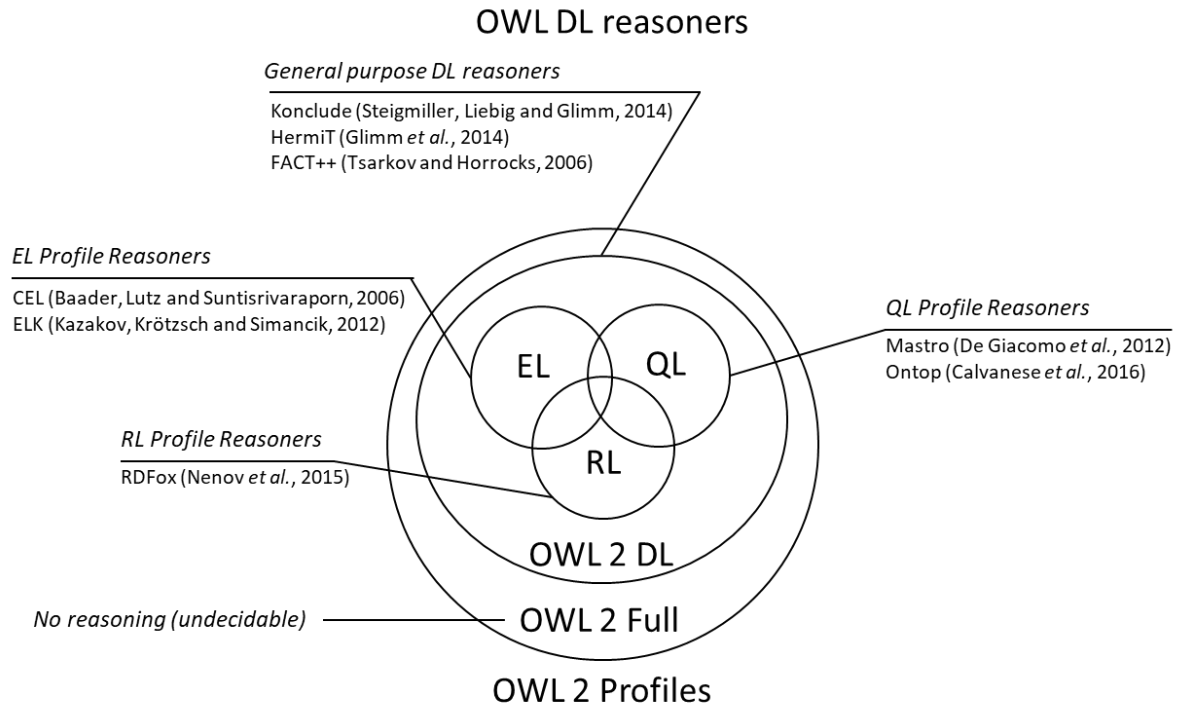 OWL DL reasoners
General purpose DL reasoners
Konclude (Steigmiller, Liebig and Glimm, 2014)
HermiT (Glimm et al., 2014)
FACT++ (Tsarkov and Horrocks, 2006)
EL Profile Reasoners
CEL (Baader, Lutz and Suntisrivaraporn, 2006)
ELK (Kazakov, Krötzsch and Simancik, 2012)
QL Profile Reasoners
Mastro (De Giacomo et al., 2012)
Ontop (Calvanese et al., 2016)
EL
QL
RL Profile Reasoners
RDFox (Nenov et al., 2015)
RL
OWL 2 DL
No reasoning (undecidable)
OWL 2 Full
OWL 2 Profiles